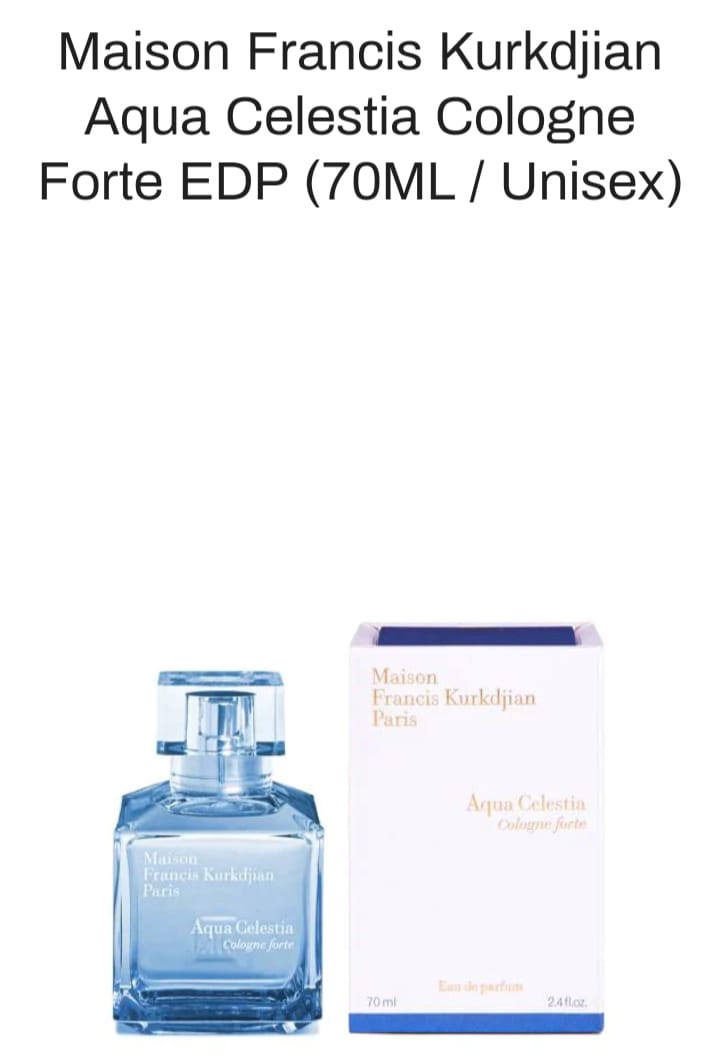 Maison Francis Kurkdjian
Aqua Celestia Cologne
Forte EDP (70ML / Unisex)
Maison
Francis Kurkdjian
Paris
Aqua Celestia
Cologne forte
Eau de parfum
70 ml 2.4 fl.oz.
Maison
Francis Kurkdjian
Paris
Aqua Celestia
Cologne forte